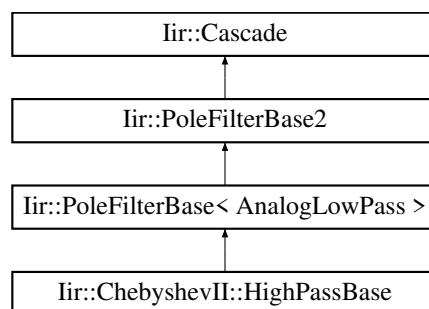 Iir::Cascade
Iir::PoleFilterBase2
Iir::PoleFilterBase< AnalogLowPass >
Iir::ChebyshevII::HighPassBase